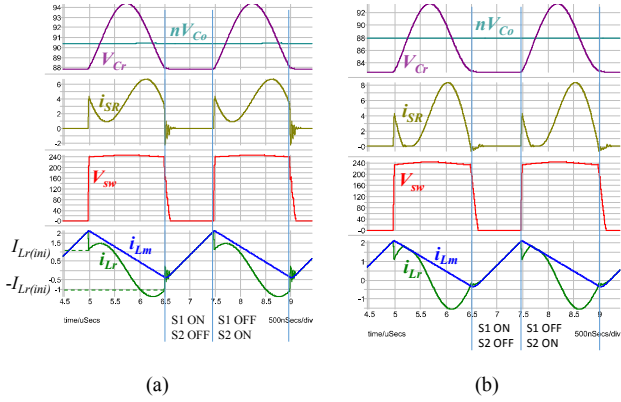 94
93
92
91
90
89
88
nV_Co
V_Cr
6
4
2
0
-2
i_SR
240
200
160
120
80
40
-0
V_sw
2
1.5
1
0.5
-0
-1
I_Lr(ini)
-I_Lr(ini)
i_Lm
i_Lr
4.5 5 5.5 6 6.5 7 7.5 8 8.5 9
time/uSecs
500nSecs/div
S1 ON S1 OFF
S2 OFF S2 ON
(a)
94
92
90
88
86
84
nV_Co
V_Cr
8
6
4
2
-0
i_SR
240
200
160
120
80
40
-0
V_sw
2
1
0
-1
i_Lm
i_Lr
4.5 5 5.5 6 6.5 7 7.5 8 8.5 9
time/uSecs
500nSecs/div
S1 ON S1 OFF
S2 OFF S2 ON
(b)